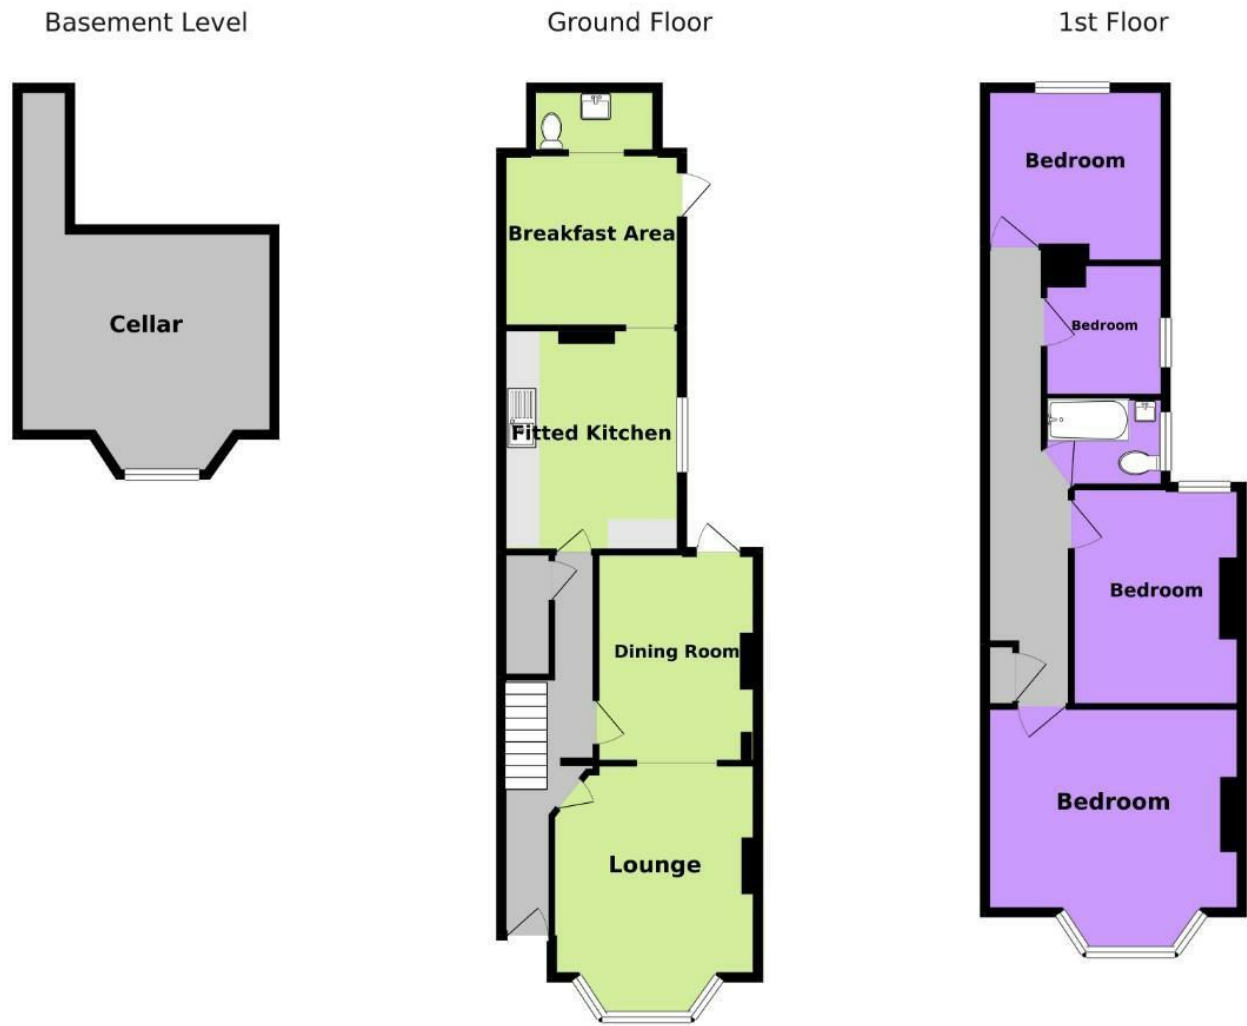 Basement Level
Cellar
Ground Floor
Breakfast Area
Fitted Kitchen
Dining Room
Lounge
1st Floor
Bedroom
Bedroom
Bedroom
Bedroom